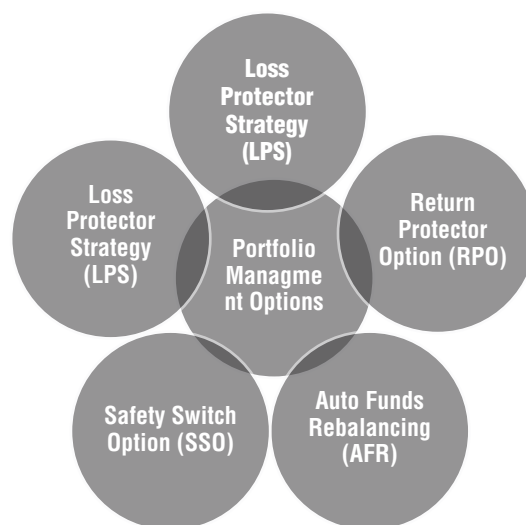 Loss
Protector
Strategy
(LPS)
Loss
Protector
Strategy
(LPS)
Return
Protector
Option (RPO)
Portfolio
Managme
nt Options
Safety Switch
Option (SSO)
Auto Funds
Rebalancing
(AFR)